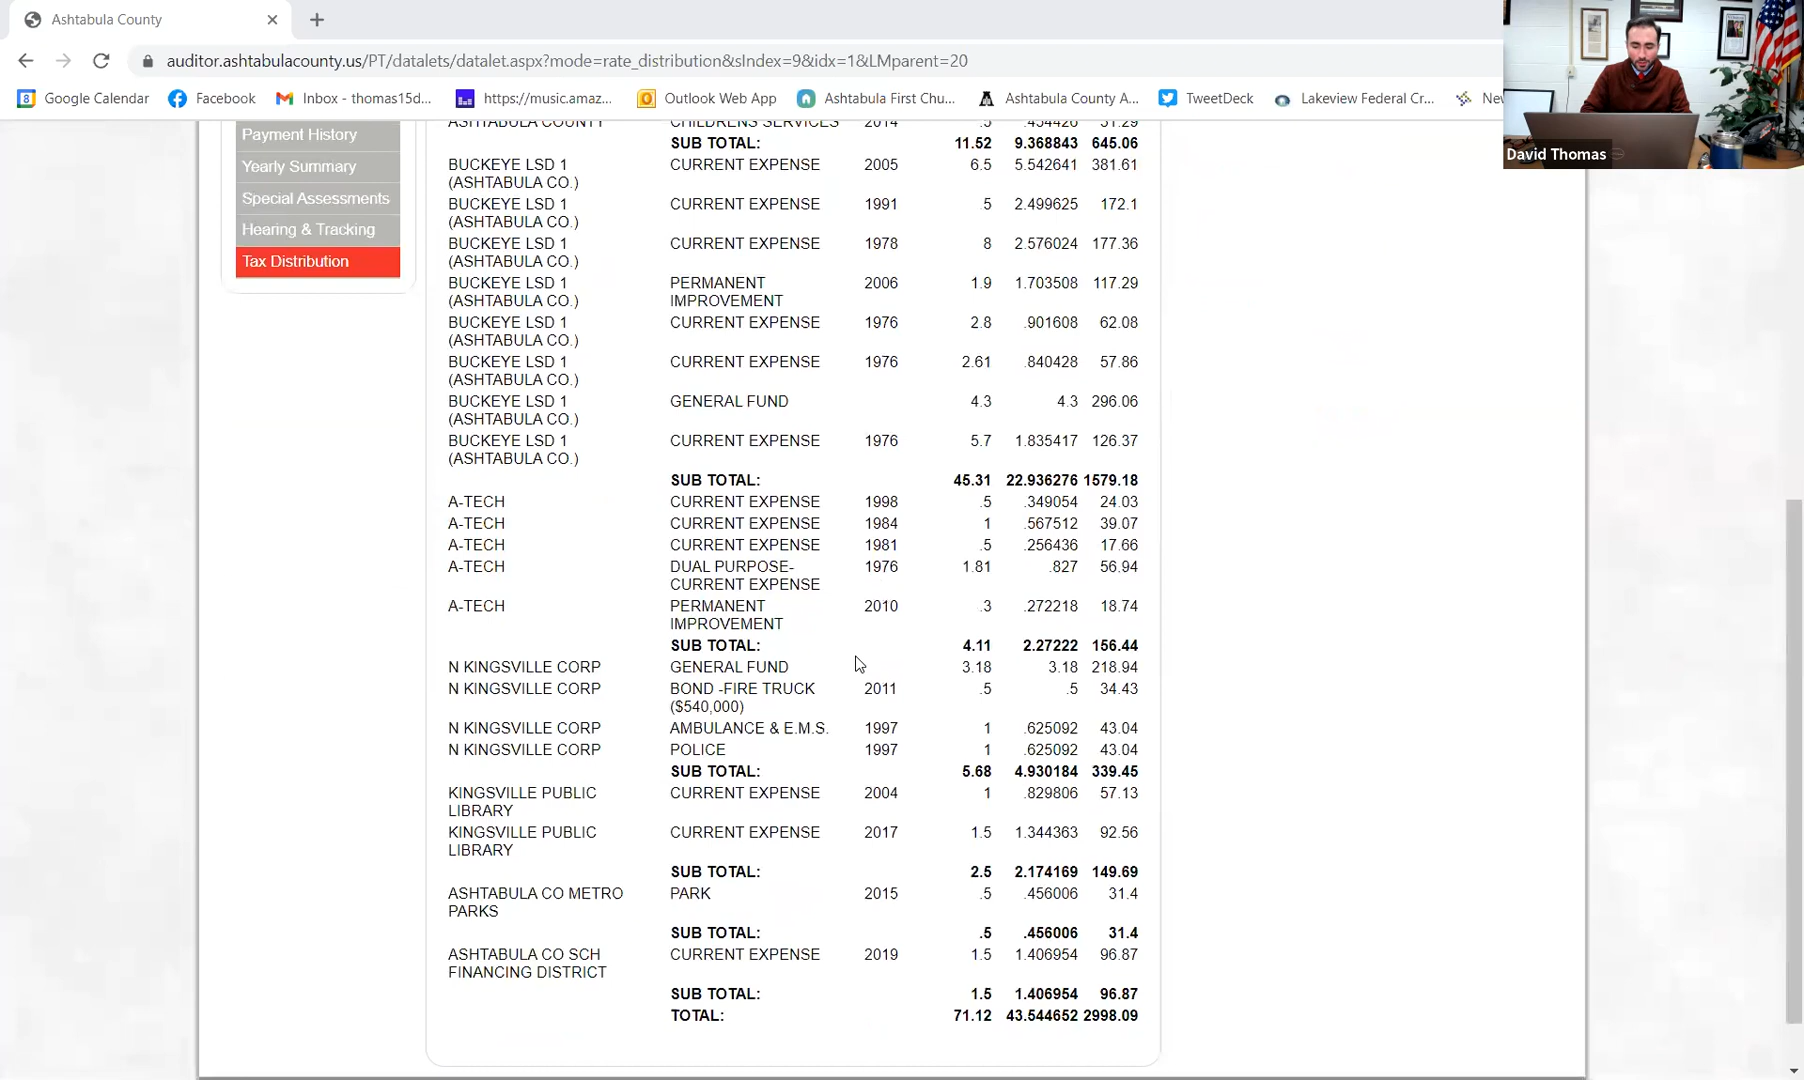 Ashtabula County
auditor.ashtabulacounty.us/PT/datalets/datalet.aspx?mode=rate_distribution&sIndex=9&idx=1&LMparent=20
Google Calendar Facebook Inbox - thomas15d... https://music.amaz... Outlook Web App Ashtabula First Chu... Ashtabula County A... TweetDeck Lakeview Federal Cr...
David Thomas
Payment History
Yearly Summary
Special Assessments
Hearing & Tracking
Tax Distribution
ASHTABULA COUNTY CHILDRENS SERVICES 2014 .5 .454426 31.29
SUB TOTAL: 11.52 9.368843 645.06
BUCKEYE LSD 1 CURRENT EXPENSE 2005 6.5 5.542641 381.61
(ASHTABULA CO.)
BUCKEYE LSD 1 CURRENT EXPENSE 1991 5 2.499625 172.1
(ASHTABULA CO.)
BUCKEYE LSD 1 CURRENT EXPENSE 1978 8 2.576024 177.36
(ASHTABULA CO.)
BUCKEYE LSD 1 PERMANENT 2006 1.9 1.703508 117.29
(ASHTABULA CO.) IMPROVEMENT
BUCKEYE LSD 1 CURRENT EXPENSE 1976 2.8 .901608 62.08
(ASHTABULA CO.)
BUCKEYE LSD 1 CURRENT EXPENSE 1976 2.61 .840428 57.86
(ASHTABULA CO.)
BUCKEYE LSD 1 GENERAL FUND 4.3 4.3 296.06
(ASHTABULA CO.)
BUCKEYE LSD 1 CURRENT EXPENSE 1976 5.7 1.835417 126.37
(ASHTABULA CO.)
SUB TOTAL: 45.31 22.936276 1579.18
A-TECH CURRENT EXPENSE 1998 .5 .349054 24.03
A-TECH CURRENT EXPENSE 1984 1 .567512 39.07
A-TECH CURRENT EXPENSE 1981 .5 .256436 17.66
A-TECH DUAL PURPOSE- 1976 1.81 .827 56.94
CURRENT EXPENSE
A-TECH PERMANENT 2010 .3 .272218 18.74
IMPROVEMENT
SUB TOTAL: 4.11 2.27222 156.44
N KINGSVILLE CORP GENERAL FUND 3.18 3.18 218.94
N KINGSVILLE CORP BOND -FIRE TRUCK 2011 .5 .5 34.43
($540,000)
N KINGSVILLE CORP AMBULANCE & E.M.S. 1997 1 .625092 43.04
N KINGSVILLE CORP POLICE 1997 1 .625092 43.04
SUB TOTAL: 5.68 4.930184 339.45
KINGSVILLE PUBLIC CURRENT EXPENSE 2004 1 .829806 57.13
LIBRARY
KINGSVILLE PUBLIC CURRENT EXPENSE 2017 1.5 1.344363 92.56
LIBRARY
SUB TOTAL: 2.5 2.174169 149.69
ASHTABULA CO METRO PARK 2015 .5 .456006 31.4
PARKS
SUB TOTAL: .5 .456006 31.4
ASHTABULA CO SCH CURRENT EXPENSE 2019 1.5 1.406954 96.87
FINANCING DISTRICT
SUB TOTAL: 1.5 1.406954 96.87
TOTAL: 71.12 43.544652 2998.09